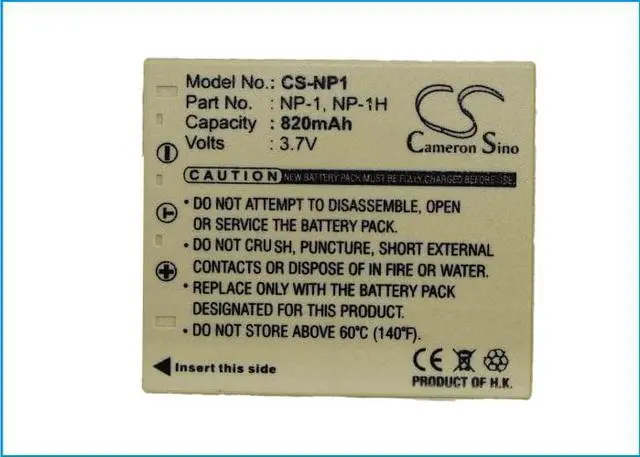 Model No. : CS-NP1
Part No. : NP-1, NP-1H
Capacity : 820mAh
Volts : 3.7V
CS
Cameron Sino
CAUTION NEW BATTERY PACK MUST BE FULLY CHARGED BEFORE USE
• DO NOT ATTEMPT TO DISASSEMBLE, OPEN
OR SERVICE THE BATTERY PACK.
• DO NOT CRUSH, PUNCTURE, SHORT EXTERNAL
CONTACTS OR DISPOSE OF IN FIRE OR WATER.
• REPLACE ONLY WITH THE BATTERY PACK
DESIGNATED FOR THIS PRODUCT.
• DO NOT STORE ABOVE 60°C (140°F).
Insert this side
CE
PRODUCT OF H.K.